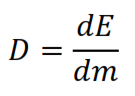 D = dE/dm